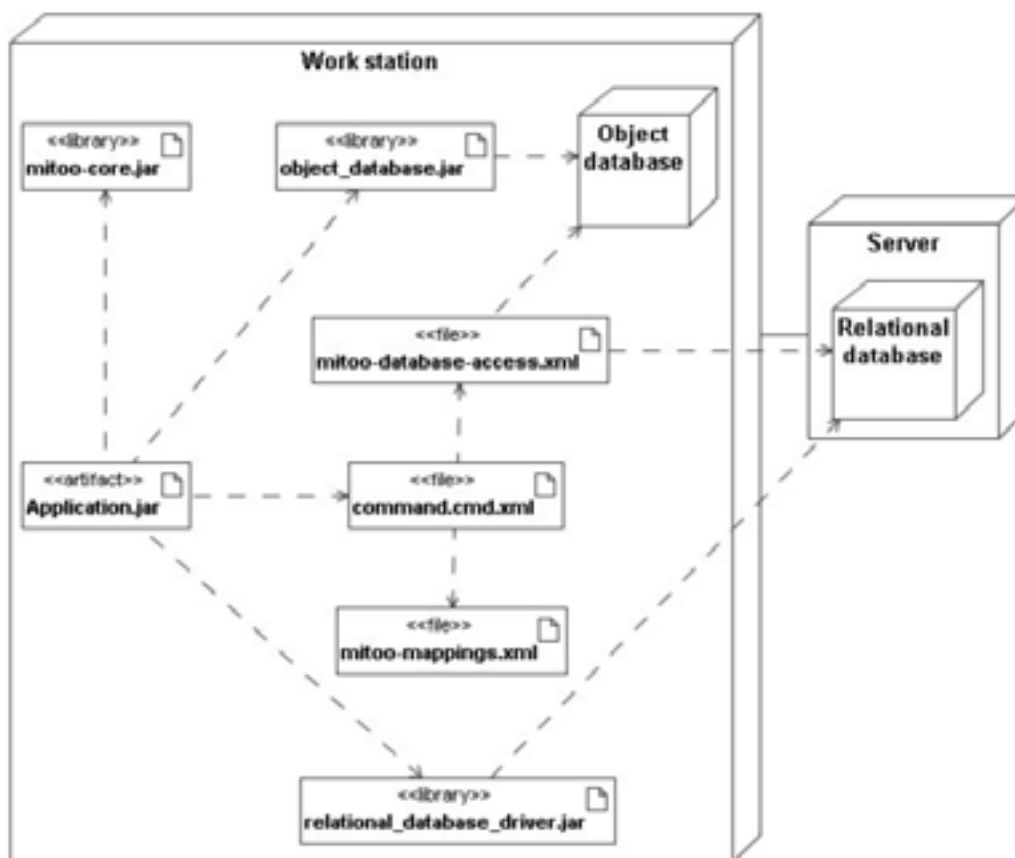 Work station
<<library>>
mitoo-core.jar
<<library>>
object_database.jar
Object
database
Server
Relational
database
<<file>>
mitoo-database-access.xml
<<artifact>>
Application.jar
<<file>>
command.cmd.xml
<<file>>
mitoo-mappings.xml
<<library>>
relational_database_driver.jar